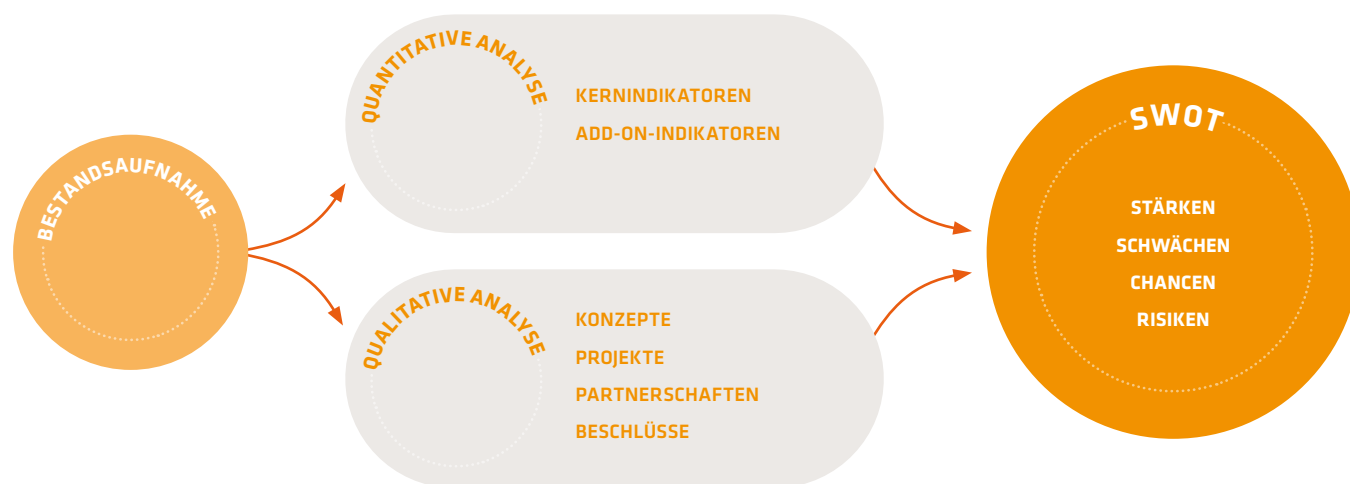 BESTANDSAUFNAHME
QUANTITATIVE ANALYSE
KERNINDIKATOREN
ADD-ON-INDIKATOREN
QUALITATIVE ANALYSE
KONZEPTE
PROJEKTE
PARTNERSCHAFTEN
BESCHLÜSSE
SWOT
STÄRKEN
SCHWÄCHEN
CHANCEN
RISIKEN